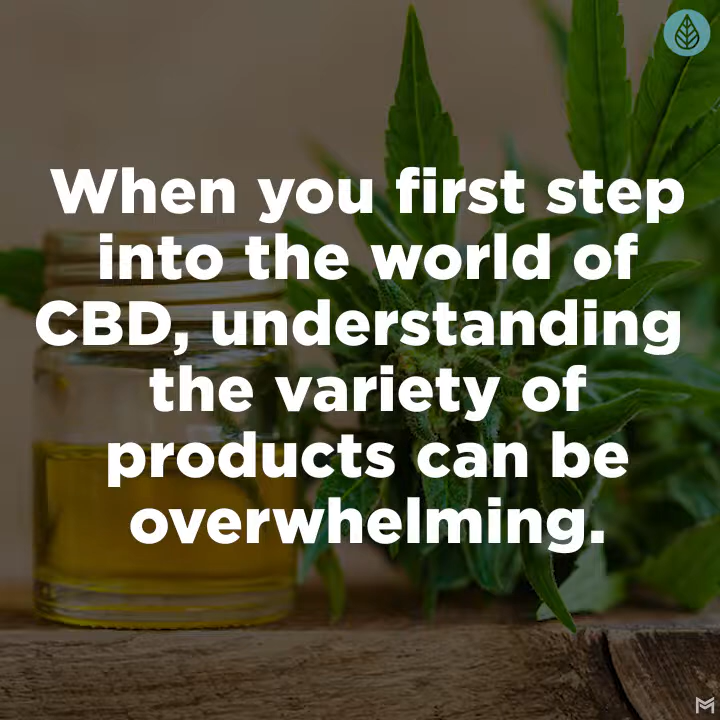 When you first step
into the world of
CBD, understanding
the variety of
products can be
overwhelming.